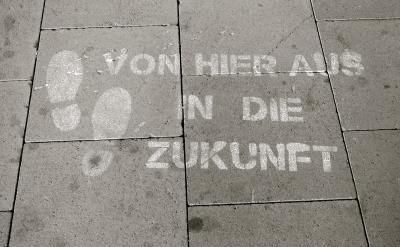 VON HIER AUS
IN DIE
ZUKUNFT